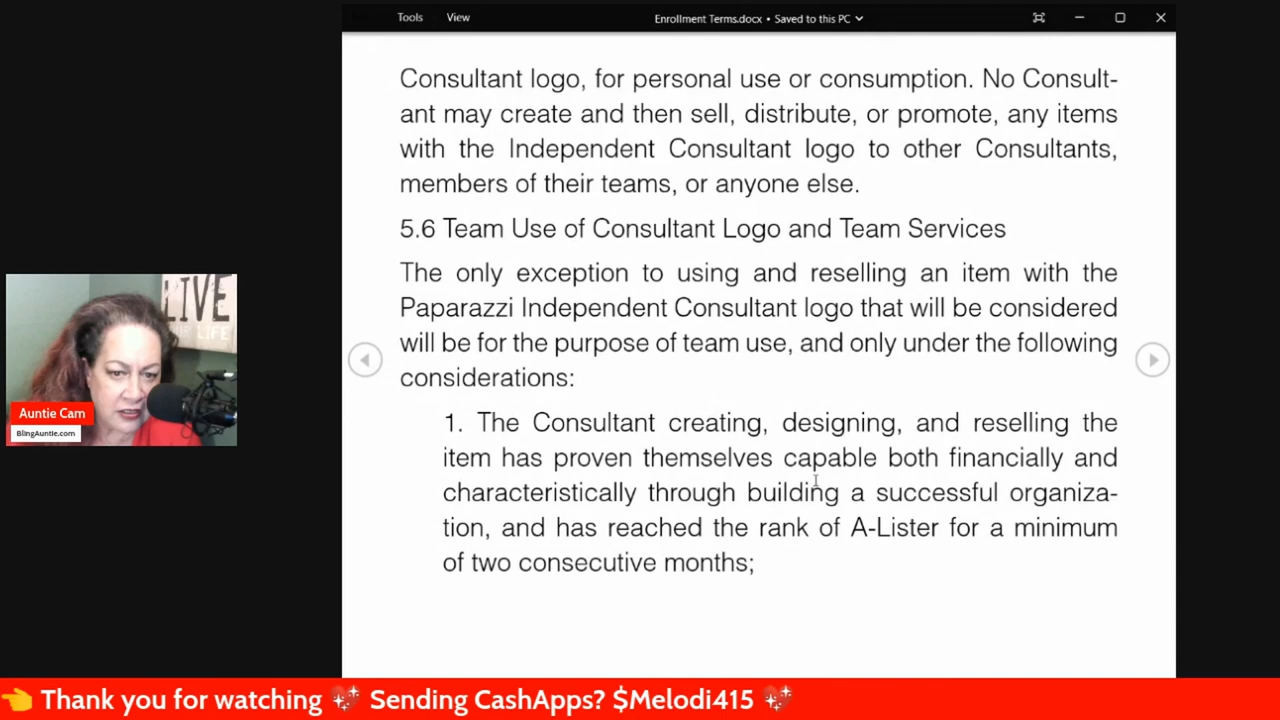 Tools View Enrollment Terms.docx • Saved to this PC
Consultant logo, for personal use or consumption. No Consult-
ant may create and then sell, distribute, or promote, any items
with the Independent Consultant logo to other Consultants,
members of their teams, or anyone else.
5.6 Team Use of Consultant Logo and Team Services
The only exception to using and reselling an item with the
Paparazzi Independent Consultant logo that will be considered
will be for the purpose of team use, and only under the following
considerations:
1. The Consultant creating, designing, and reselling the
item has proven themselves capable both financially and
characteristically through building a successful organiza-
tion, and has reached the rank of A-Lister for a minimum
of two consecutive months;
LIVE
LIFE
Auntie Cam
BlingAuntie.com
👈 Thank you for watching 💖 Sending CashApps? $Melodi415 💖